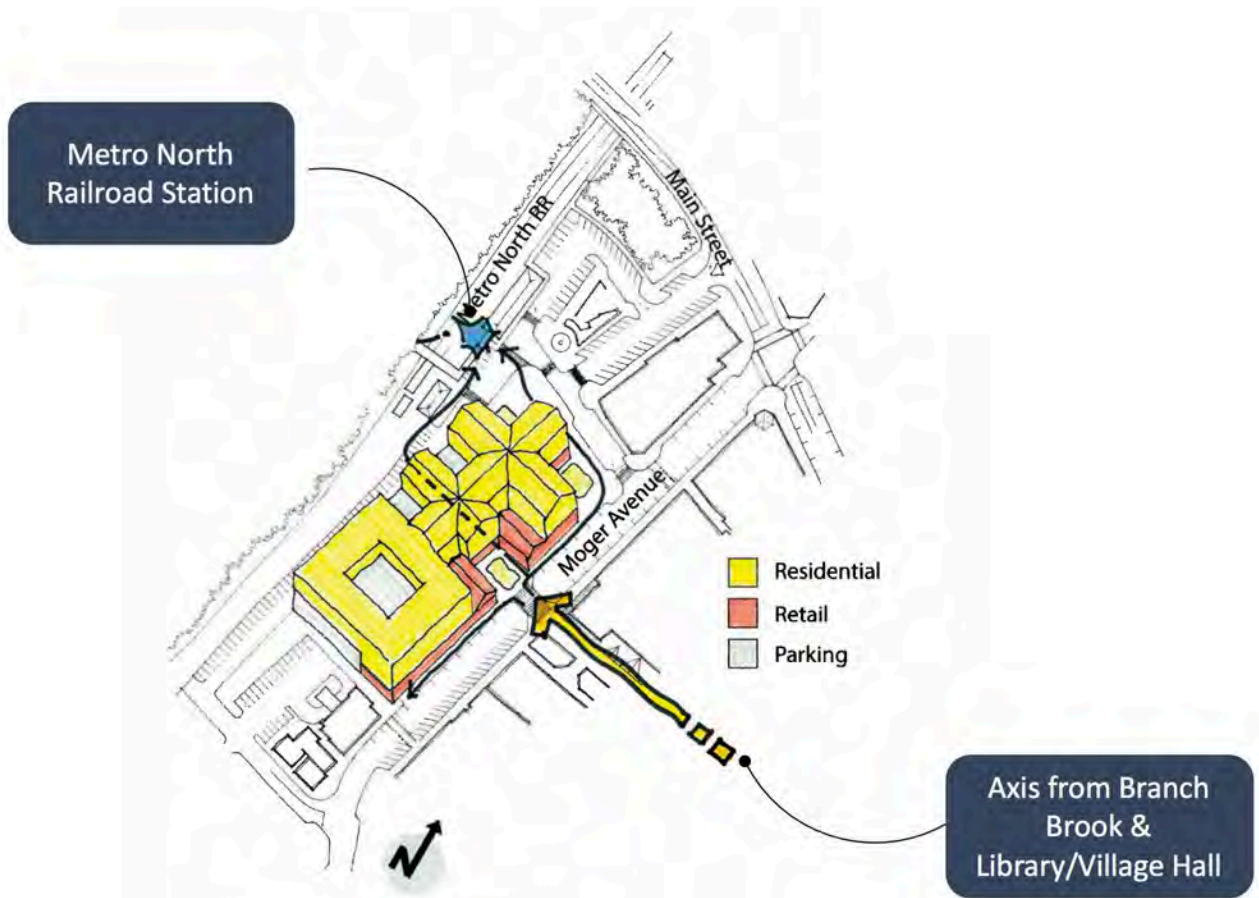 Metro North
Railroad Station
Main Street
Metro North RR
Moger Avenue
Residential
Retail
Parking
Axis from Branch
Brook &
Library/Village Hall
N